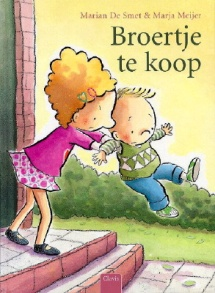 Marian De Smet & Marja Meijer
Broertje
te koop
Clavis